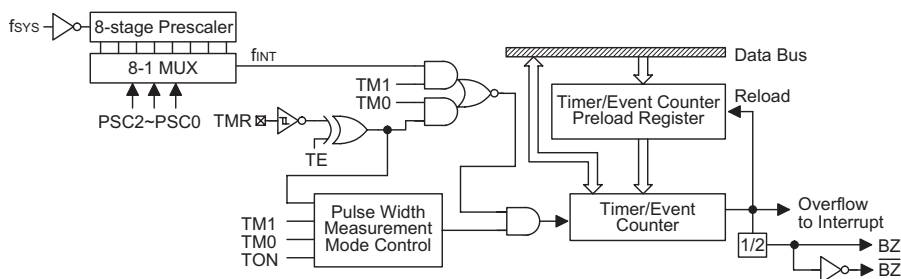 fSYS
8-stage Prescaler
8-1 MUX
fINT
PSC2~PSC0
TMR
TE
TM1
TM0
TM1
TM0
TON
Pulse Width
Measurement
Mode Control
Data Bus
Timer/Event Counter
Preload Register
Reload
Timer/Event
Counter
Overflow
to Interrupt
1/2
BZ
BZ